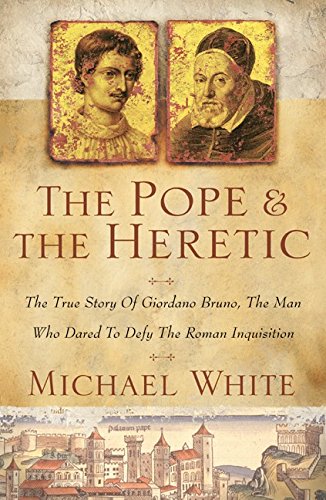 THE POPE &
THE HERETIC
The True Story Of Giordano Bruno, The Man
Who Dared To Defy The Roman Inquisition
MICHAEL WHITE